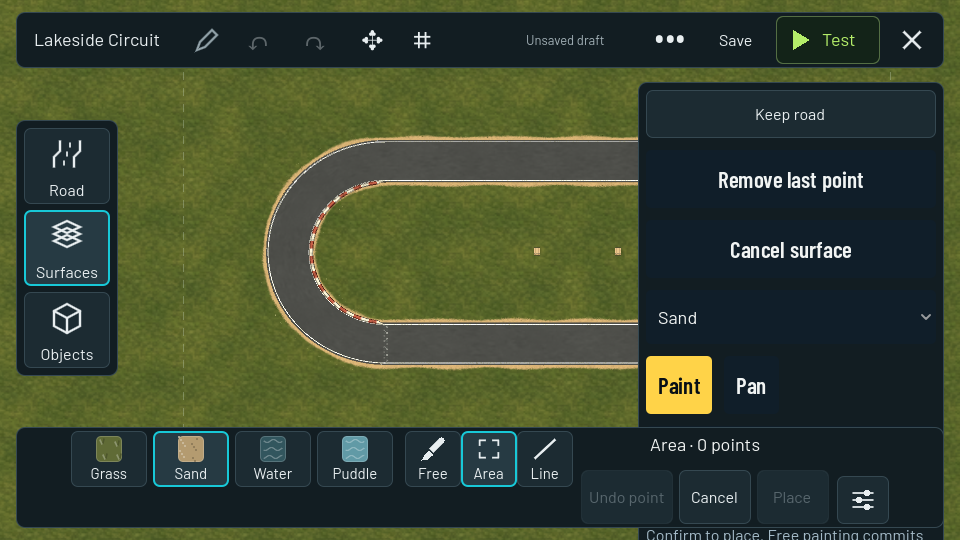 Lakeside Circuit
Unsaved draft
Save
Test
Road
Surfaces
Objects
Keep road
Remove last point
Cancel surface
Sand
Paint
Pan
Grass
Sand
Water
Puddle
Free
Area
Line
Area · 0 points
Undo point
Cancel
Place
Confirm to place. Free painting commits